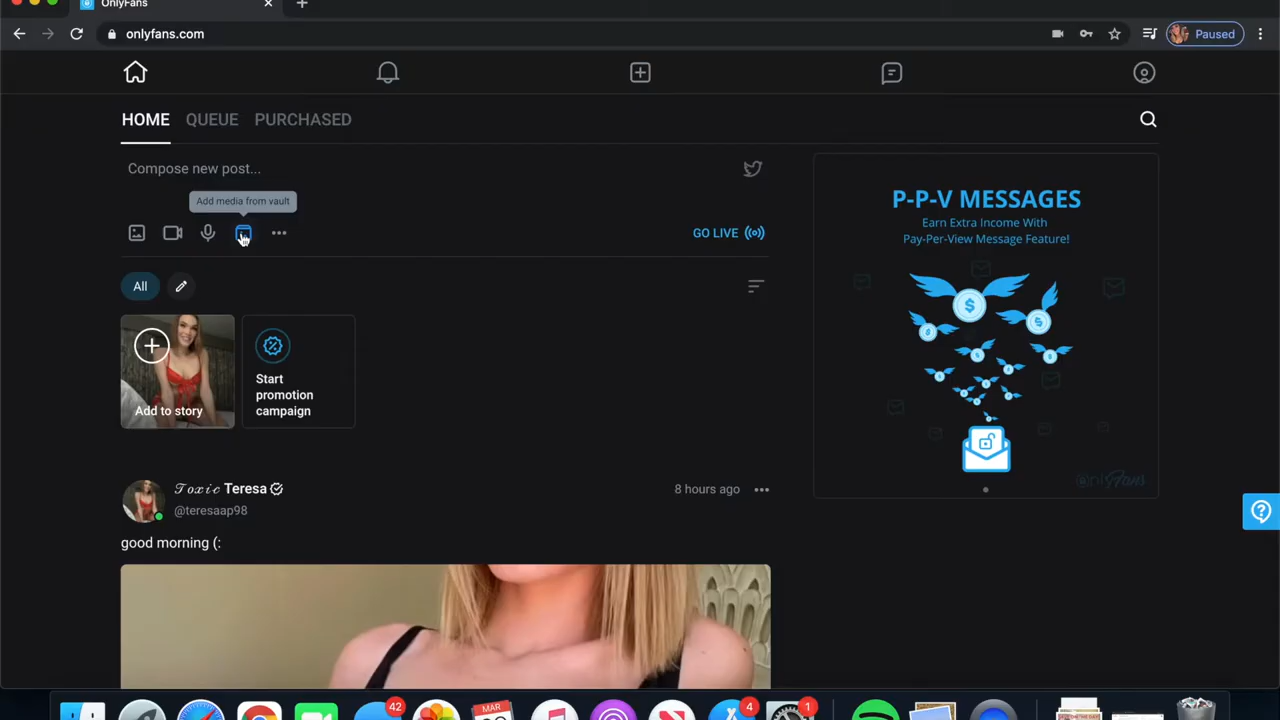 OnlyFans
onlyfans.com
Paused
HOME QUEUE PURCHASED
Compose new post...
Add media from vault
GO LIVE
All
Add to story
Start
promotion
campaign
P-P-V MESSAGES
Earn Extra Income With
Pay-Per-View Message Feature!
OnlyFans
𝒯𝑜𝓍𝒾𝒸 Teresa
8 hours ago
@teresaap98
good morning (:
42
MAR
4
1